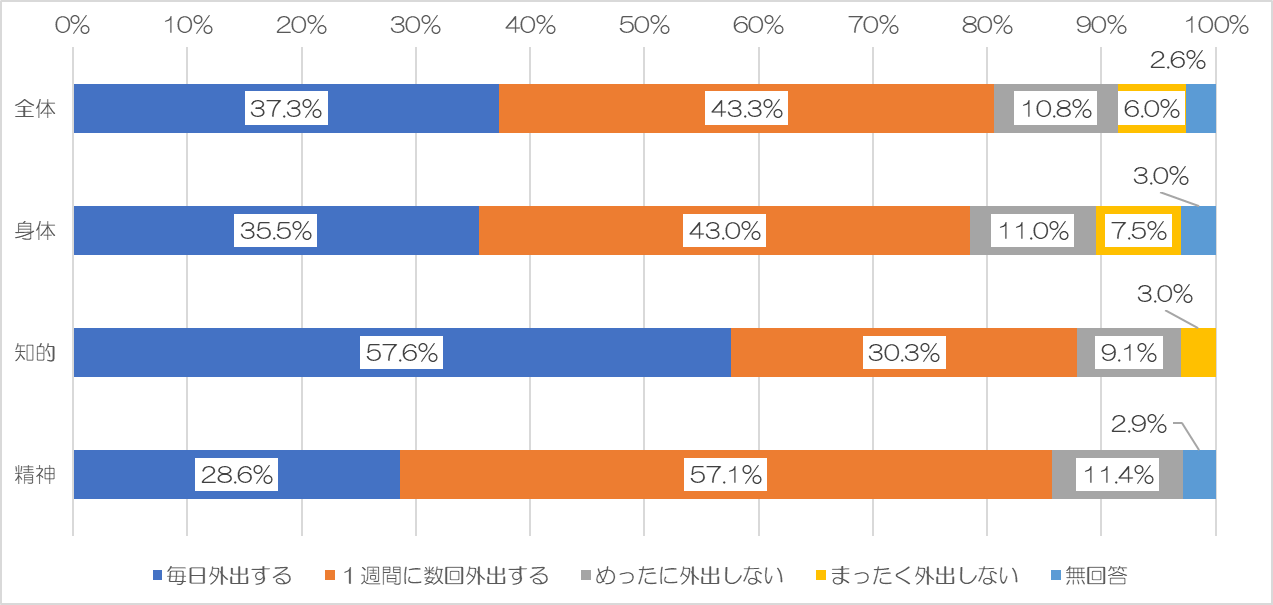 0% 10% 20% 30% 40% 50% 60% 70% 80% 90% 100%
2.6%
全体 37.3% 43.3% 10.8% 6.0%
3.0%
身体 35.5% 43.0% 11.0% 7.5%
3.0%
知的 57.6% 30.3% 9.1%
2.9%
精神 28.6% 57.1% 11.4%
毎日外出する １週間に数回外出する めったに外出しない まったく外出しない 無回答